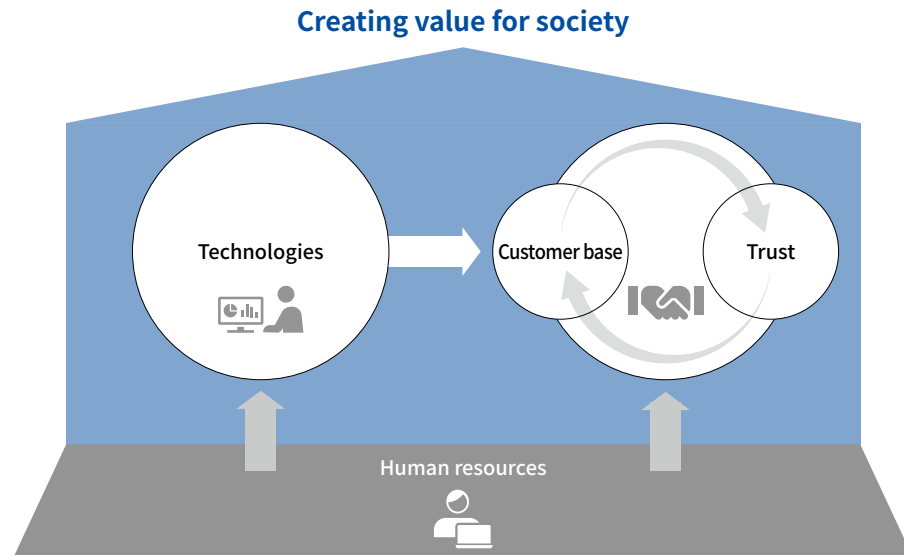 Creating value for society
Technologies
Customer base
Trust
Human resources